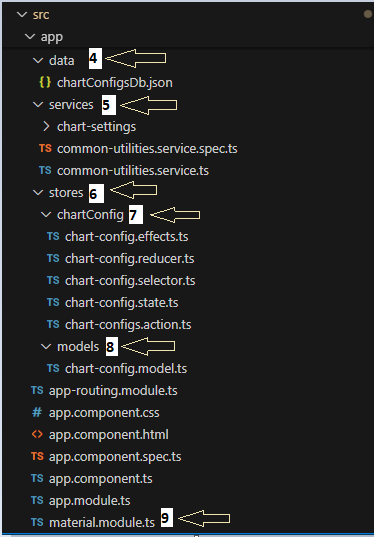 src
app
data 4
{ } chartConfigsDb.json
services 5
chart-settings
TS common-utilities.service.spec.ts
TS common-utilities.service.ts
stores 6
chartConfig 7
TS chart-config.effects.ts
TS chart-config.reducer.ts
TS chart-config.selector.ts
TS chart-config.state.ts
TS chart-configs.action.ts
models 8
TS chart-config.model.ts
TS app-routing.module.ts
# app.component.css
<> app.component.html
TS app.component.spec.ts
TS app.component.ts
TS app.module.ts
TS material.module.ts 9